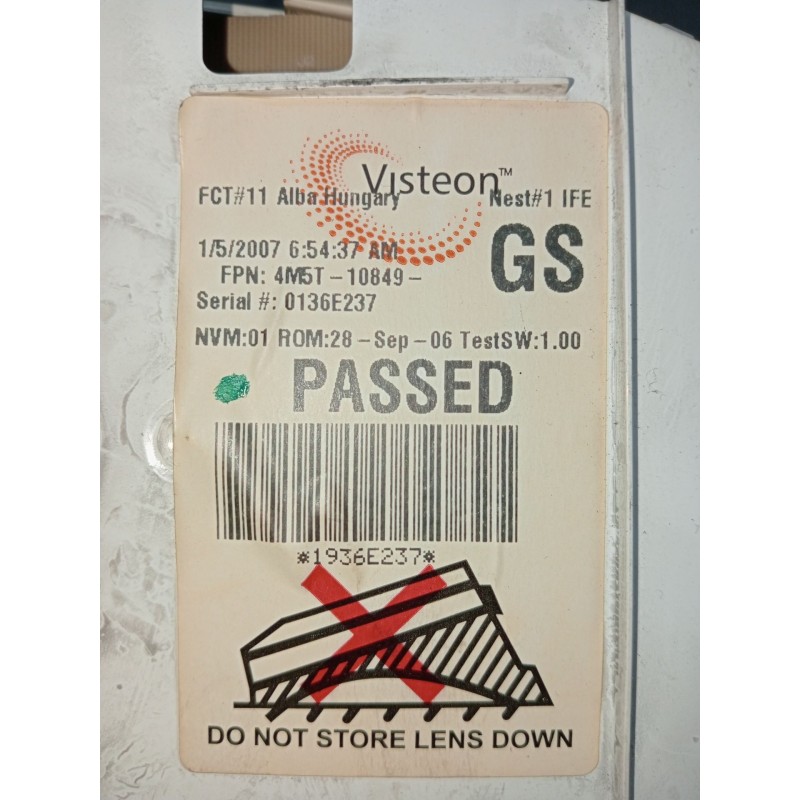 Visteon™
FCT#11 Alba Hungary Nest#1 IFE
1/5/2007 6:54:37 AM
GS
FPN: 4M5T-10849-
Serial #: 0136E237
NVM:01 ROM:28-Sep-06 TestSW:1.00
PASSED
*1936E237*
DO NOT STORE LENS DOWN